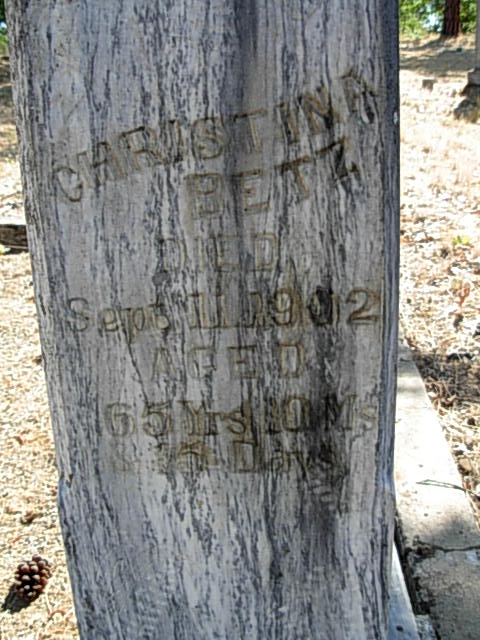 CHRISTINA
BETZ
DIED
Sept. 11, 1902
AGED
65 Yrs 10 Ms
& Days